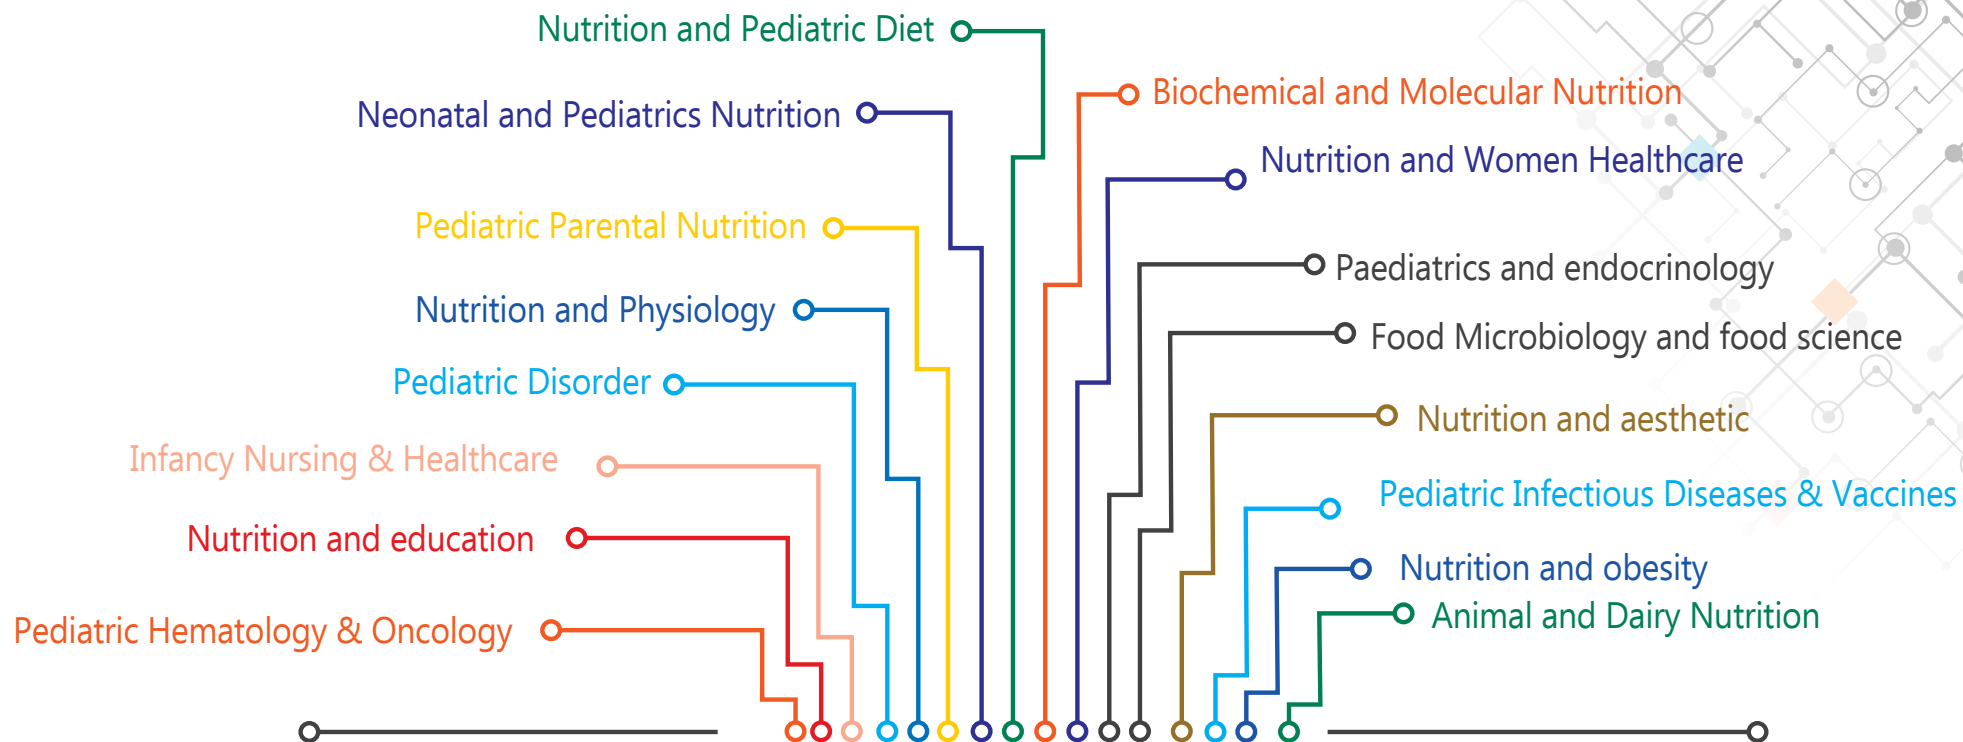 Nutrition and Pediatric Diet
Neonatal and Pediatrics Nutrition
Pediatric Parental Nutrition
Nutrition and Physiology
Pediatric Disorder
Infancy Nursing & Healthcare
Nutrition and education
Pediatric Hematology & Oncology
Biochemical and Molecular Nutrition
Nutrition and Women Healthcare
Paediatrics and endocrinology
Food Microbiology and food science
Nutrition and aesthetic
Pediatric Infectious Diseases & Vaccines
Nutrition and obesity
Animal and Dairy Nutrition